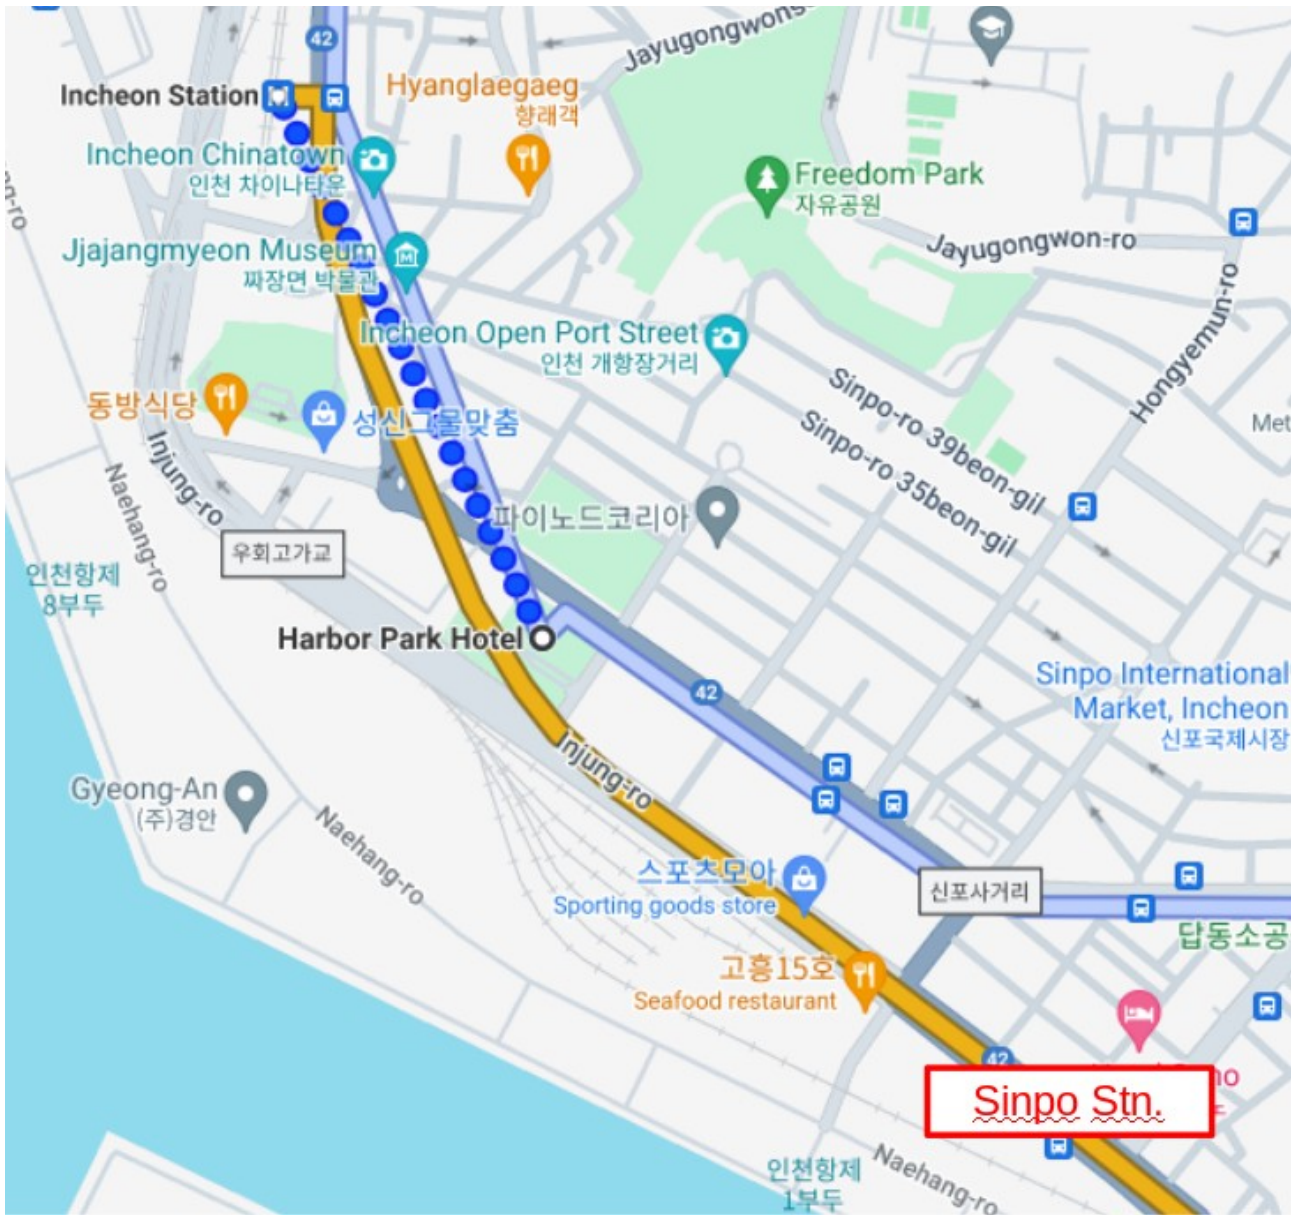 Jayugongwons
42
Incheon Station
Hyanglaegaeg
향래객
Incheon Chinatown
인천 차이나타운
Freedom Park
자유공원
ng-ro
Jayugongwon-ro
Jjajangmyeon Museum
짜장면 박물관
Incheon Open Port Street
인천 개항장거리
Hongyemun-ro
Sinpo-ro 39beon-gil
동방식당
성신그물맞춤
Met
Sinpo-ro 35beon-gil
Injung-ro
Naehang-ro
파이노드코리아
우회고가교
인천항제
8부두
Harbor Park Hotel
42
Sinpo International
Market, Incheon
신포국제시장
Injung-ro
Gyeong-An
(주)경안
Naehang-ro
스포츠모아
Sporting goods store
신포사거리
답동소공
고흥15호
Seafood restaurant
42
Sinpo Stn.
인천항제
1부두
Naehang-ro